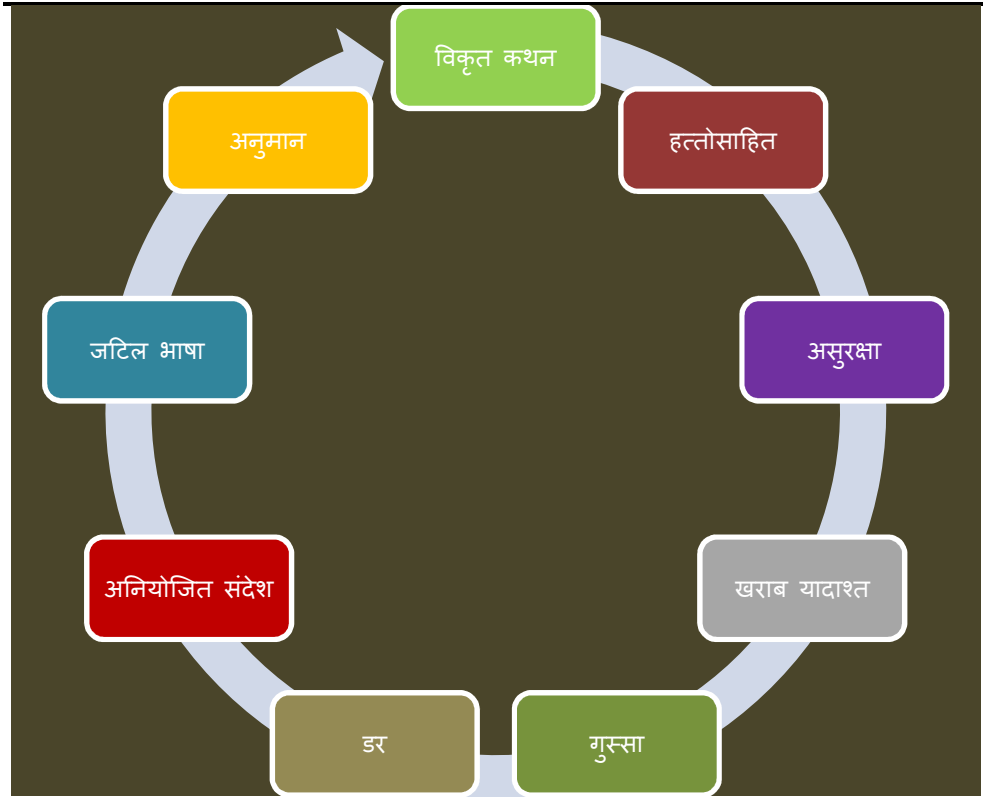 विकृत कथन
हत्तोसाहित
असुरक्षा
खराब यादाश्त
गुस्सा
डर
अनियोजित संदेश
जटिल भाषा
अनुमान